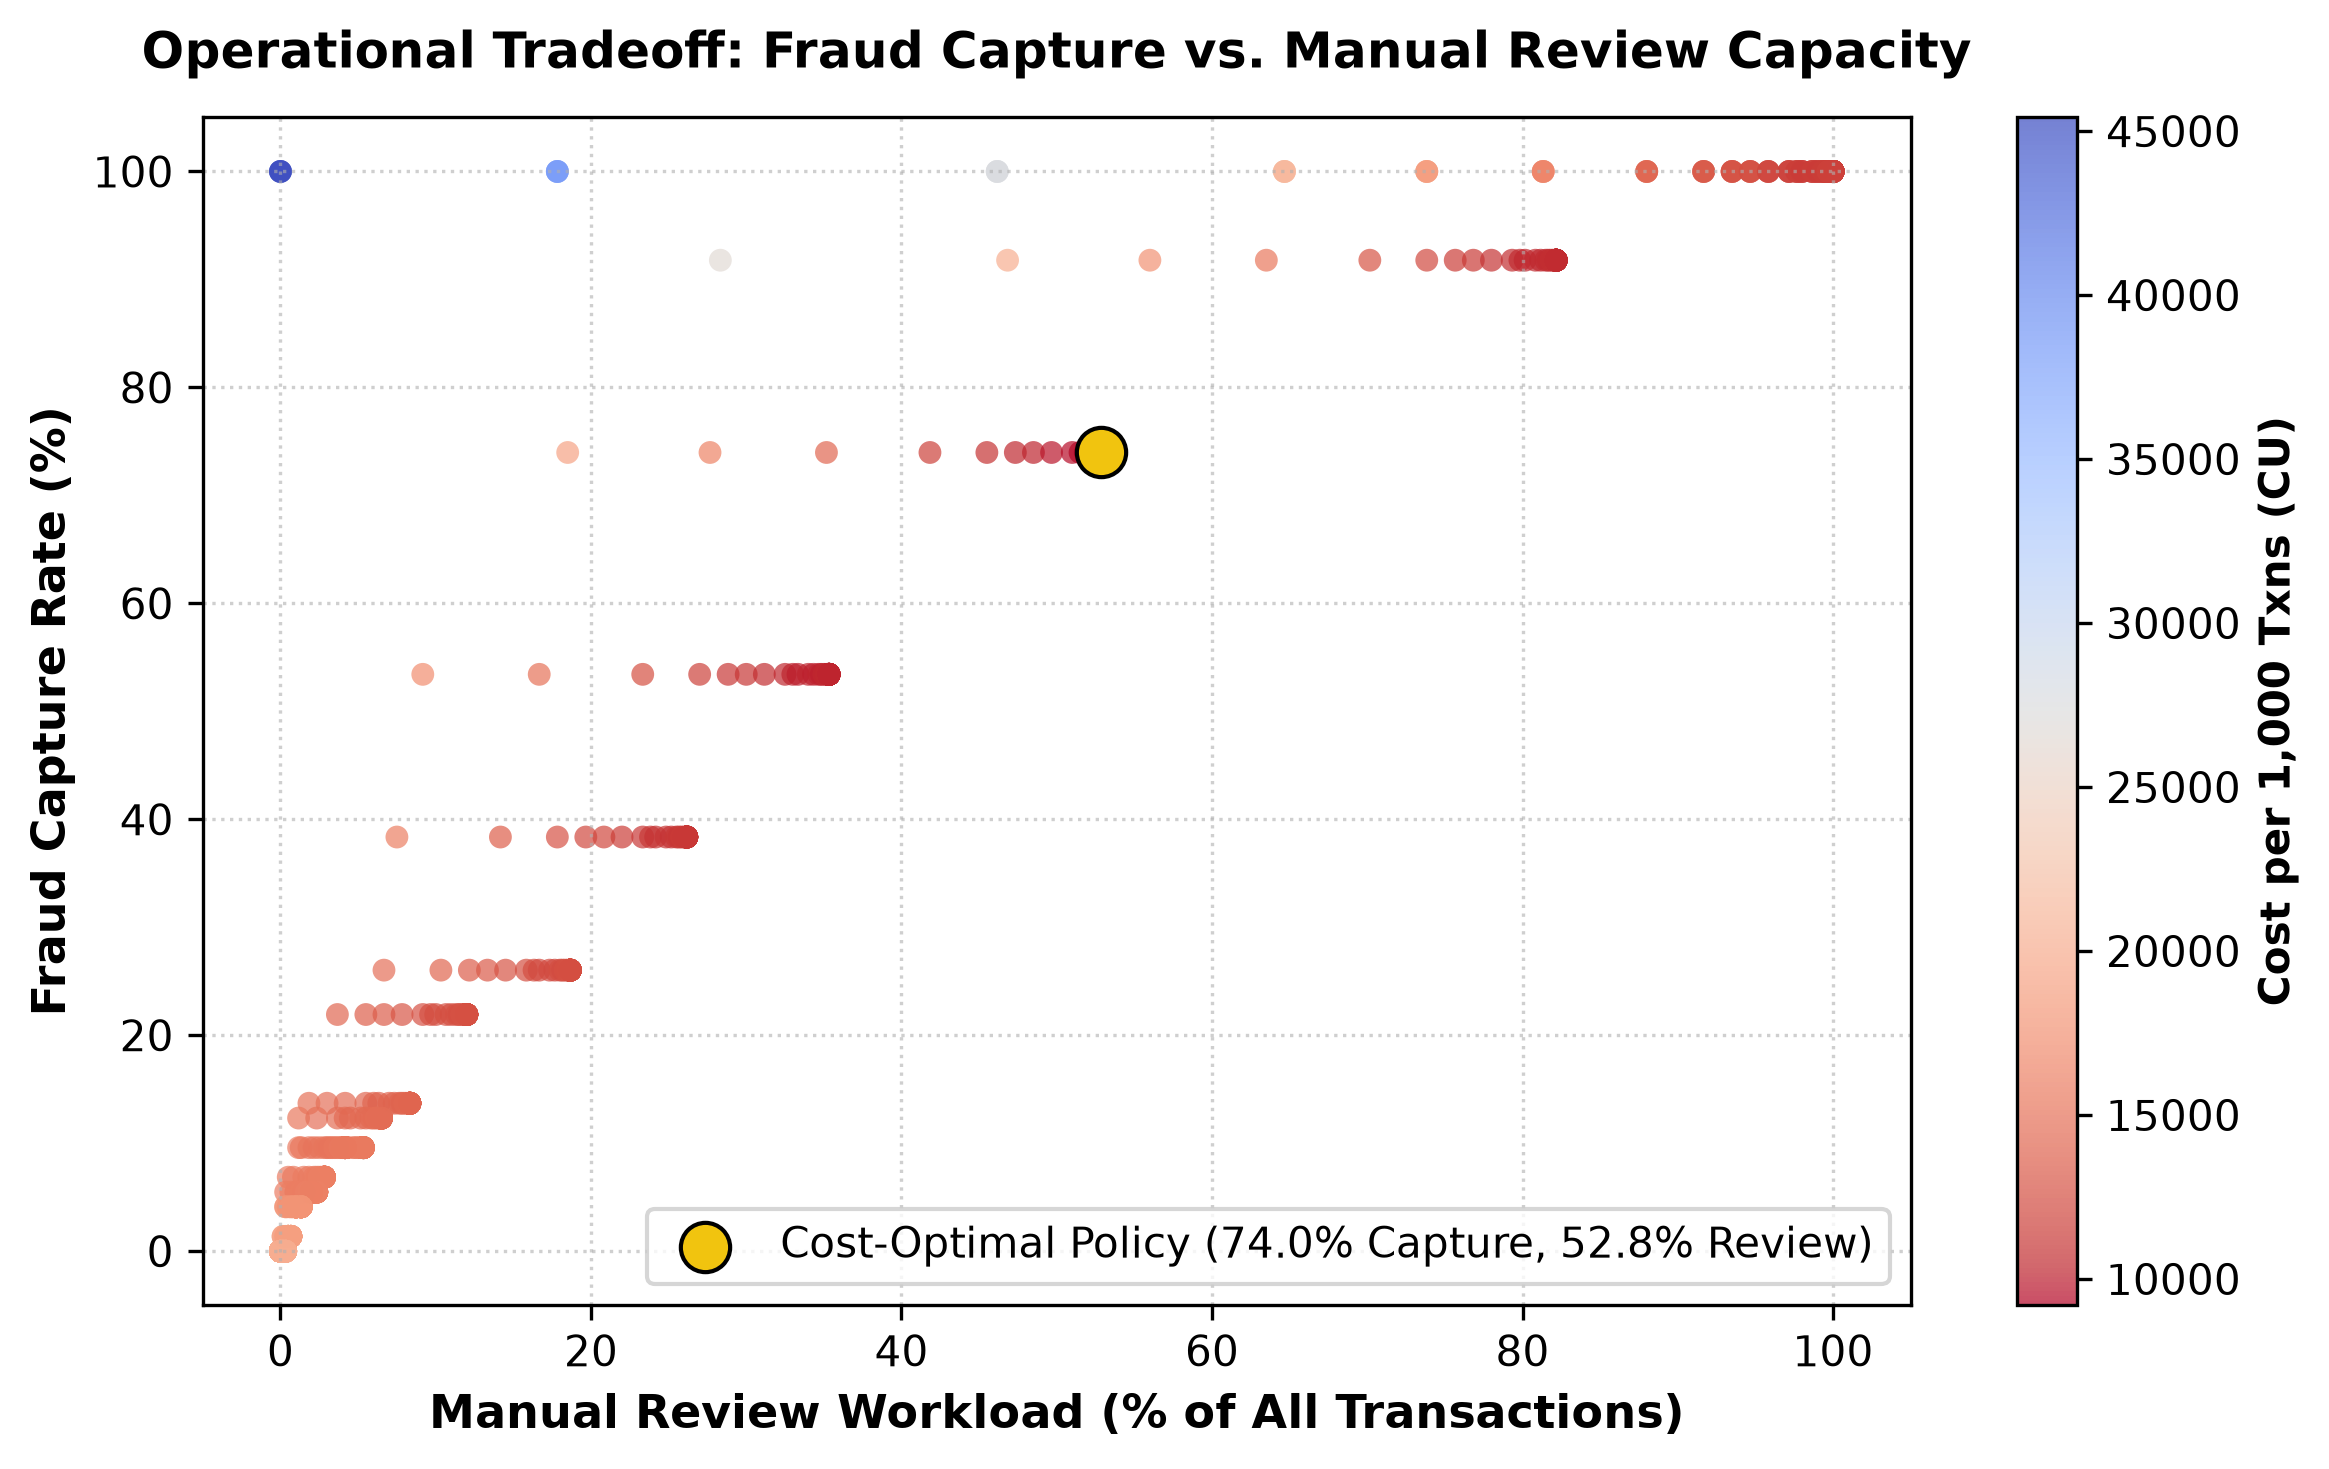 Operational Tradeoff: Fraud Capture vs. Manual Review Capacity
Fraud Capture Rate (%)
100
80
60
40
20
0
0 20 40 60 80 100
Manual Review Workload (% of All Transactions)
Cost-Optimal Policy (74.0% Capture, 52.8% Review)
45000
40000
35000
30000
25000
20000
15000
10000
Cost per 1,000 Txns (CU)